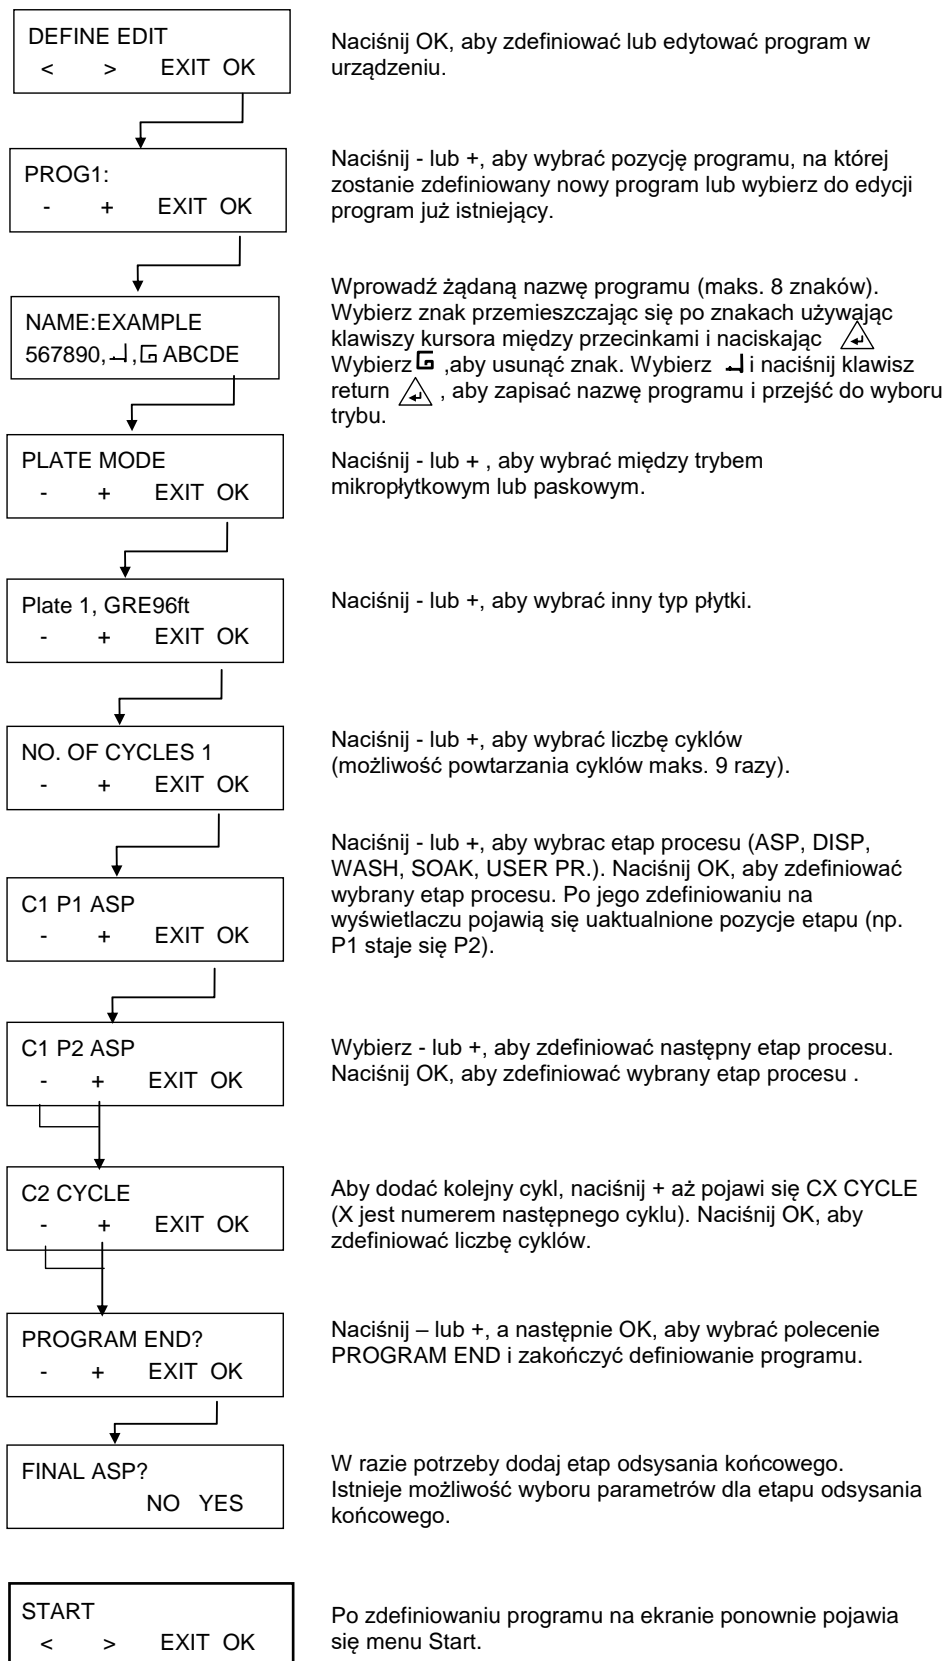 DEFINE EDIT
< > EXIT OK
Naciśnij OK, aby zdefiniować lub edytować program w
urządzeniu.
PROG1:
- + EXIT OK
Naciśnij - lub +, aby wybrać pozycję programu, na której
zostanie zdefiniowany nowy program lub wybierz do edycji
program już istniejący.
NAME:EXAMPLE
567890, , ABCDE
Wprowadź żądaną nazwę programu (maks. 8 znaków).
Wybierz znak przemieszczając się po znakach używając
klawiszy kursora między przecinkami i naciskając
Wybierz ,aby usunąć znak. Wybierz i naciśnij klawisz
return , aby zapisać nazwę programu i przejść do wyboru
trybu.
PLATE MODE
- + EXIT OK
Naciśnij - lub + , aby wybrać między trybem
mikropłytkowym lub paskowym.
Plate 1, GRE96ft
- + EXIT OK
Naciśnij - lub +, aby wybrać inny typ płytki.
NO. OF CYCLES 1
- + EXIT OK
Naciśnij - lub +, aby wybrać liczbę cyklów
(możliwość powtarzania cyklów maks. 9 razy).
C1 P1 ASP
- + EXIT OK
Naciśnij - lub +, aby wybrac etap procesu (ASP, DISP,
WASH, SOAK, USER PR.). Naciśnij OK, aby zdefiniować
wybrany etap procesu. Po jego zdefiniowaniu na
wyświetlaczu pojawią się uaktualnione pozycje etapu (np.
P1 staje się P2).
C1 P2 ASP
- + EXIT OK
Wybierz - lub +, aby zdefiniować następny etap procesu.
Naciśnij OK, aby zdefiniować wybrany etap procesu .
C2 CYCLE
- + EXIT OK
Aby dodać kolejny cykl, naciśnij + aż pojawi się CX CYCLE
(X jest numerem następnego cyklu). Naciśnij OK, aby
zdefiniować liczbę cyklów.
PROGRAM END?
- + EXIT OK
Naciśnij – lub +, a następnie OK, aby wybrać polecenie
PROGRAM END i zakończyć definiowanie programu.
FINAL ASP?
NO YES
W razie potrzeby dodaj etap odsysania końcowego.
Istnieje możliwość wyboru parametrów dla etapu odsysania
końcowego.
START
< > EXIT OK
Po zdefiniowaniu programu na ekranie ponownie pojawia
się menu Start.